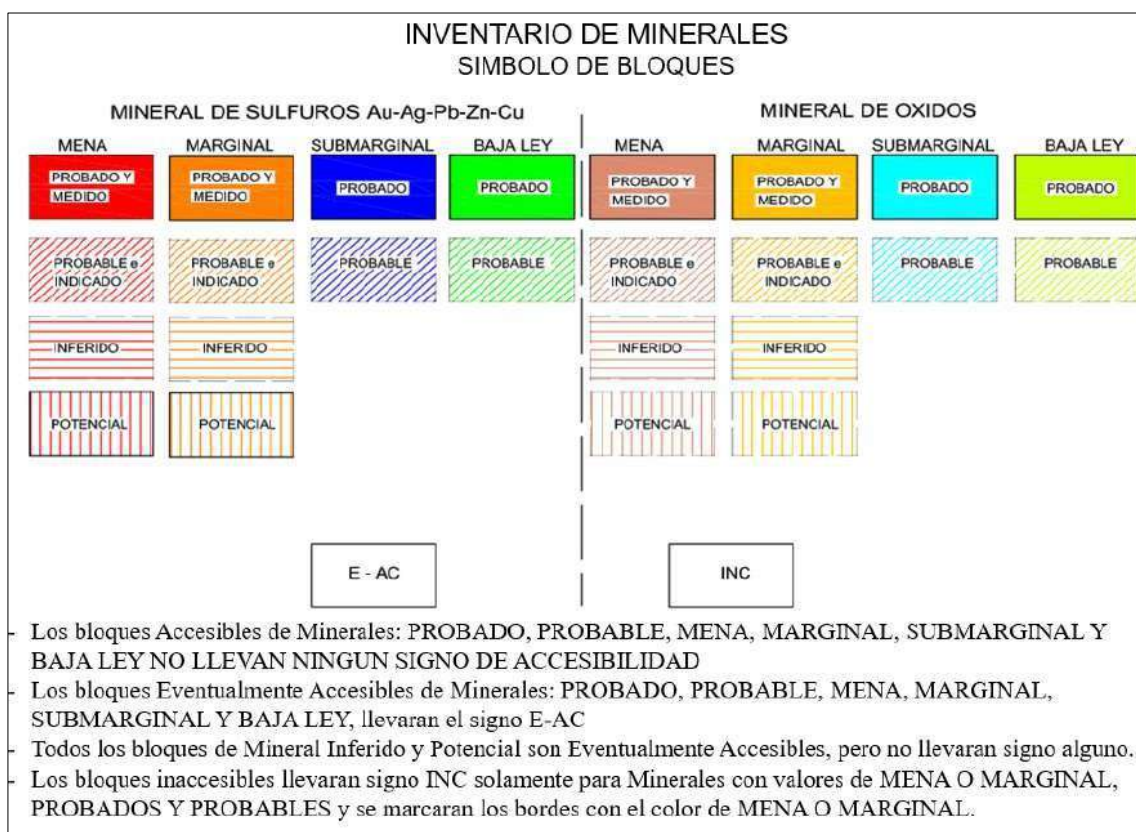 INVENTARIO DE MINERALES
SIMBOLO DE BLOQUES
MINERAL DE SULFUROS Au-Ag-Pb-Zn-Cu
MENA MARGINAL SUBMARGINAL BAJA LEY
PROBADO Y MEDIDO PROBADO Y MEDIDO PROBADO PROBADO
PROBABLE e INDICADO PROBABLE e INDICADO PROBABLE PROBABLE
INFERIDO INFERIDO
POTENCIAL POTENCIAL
MINERAL DE OXIDOS
MENA MARGINAL SUBMARGINAL BAJA LEY
PROBADO Y MEDIDO PROBADO Y MEDIDO PROBADO PROBADO
PROBABLE e INDICADO PROBABLE e INDICADO PROBABLE PROBABLE
INFERIDO INFERIDO
POTENCIAL POTENCIAL
E - AC INC
- Los bloques Accesibles de Minerales: PROBADO, PROBABLE, MENA, MARGINAL, SUBMARGINAL Y
BAJA LEY NO LLEVAN NINGUN SIGNO DE ACCESIBILIDAD
- Los bloques Eventualmente Accesibles de Minerales: PROBADO, PROBABLE, MENA, MARGINAL,
SUBMARGINAL Y BAJA LEY, llevaran el signo E-AC
- Todos los bloques de Mineral Inferido y Potencial son Eventualmente Accesibles, pero no llevaran signo alguno.
- Los bloques inaccesibles llevaran signo INC solamente para Minerales con valores de MENA O MARGINAL,
PROBADOS Y PROBABLES y se marcaran los bordes con el color de MENA O MARGINAL.